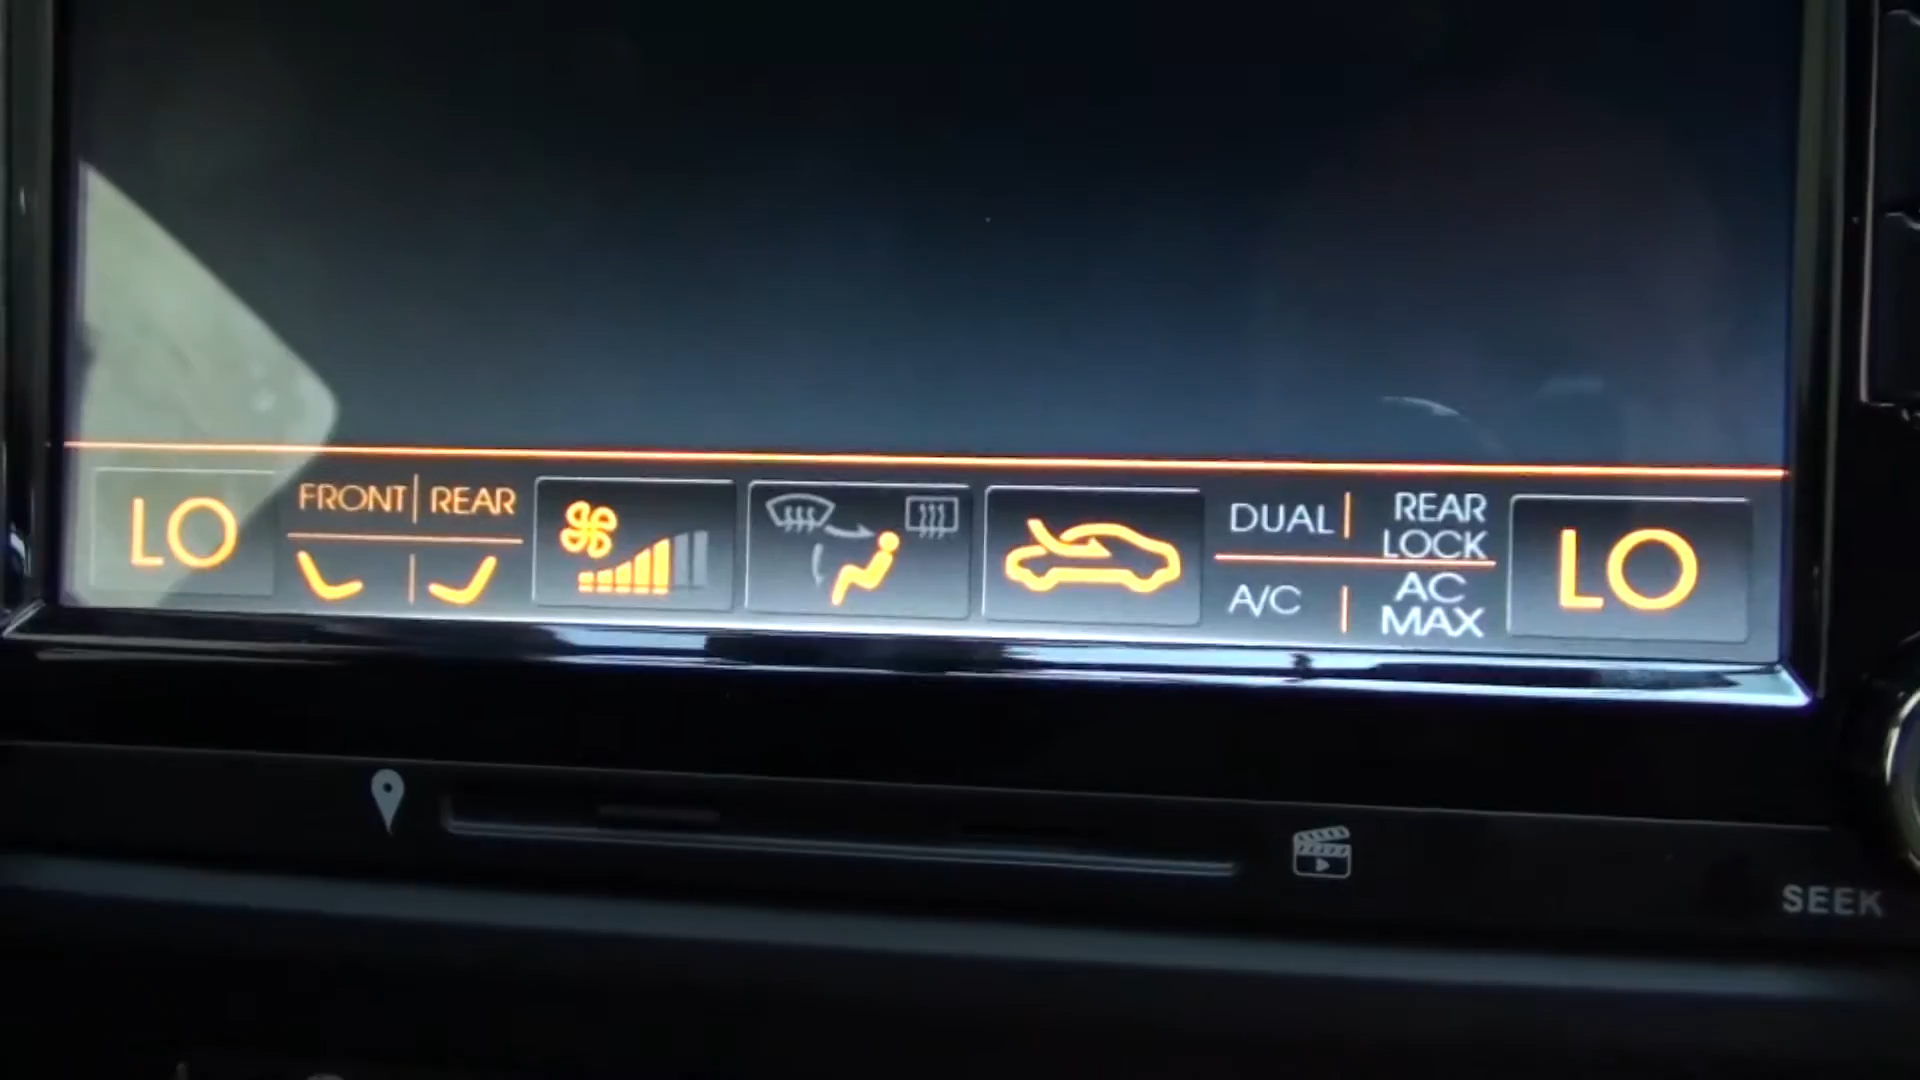 LO
FRONT REAR
DUAL
REAR
LOCK
A/C
AC
MAX
LO
SEEK